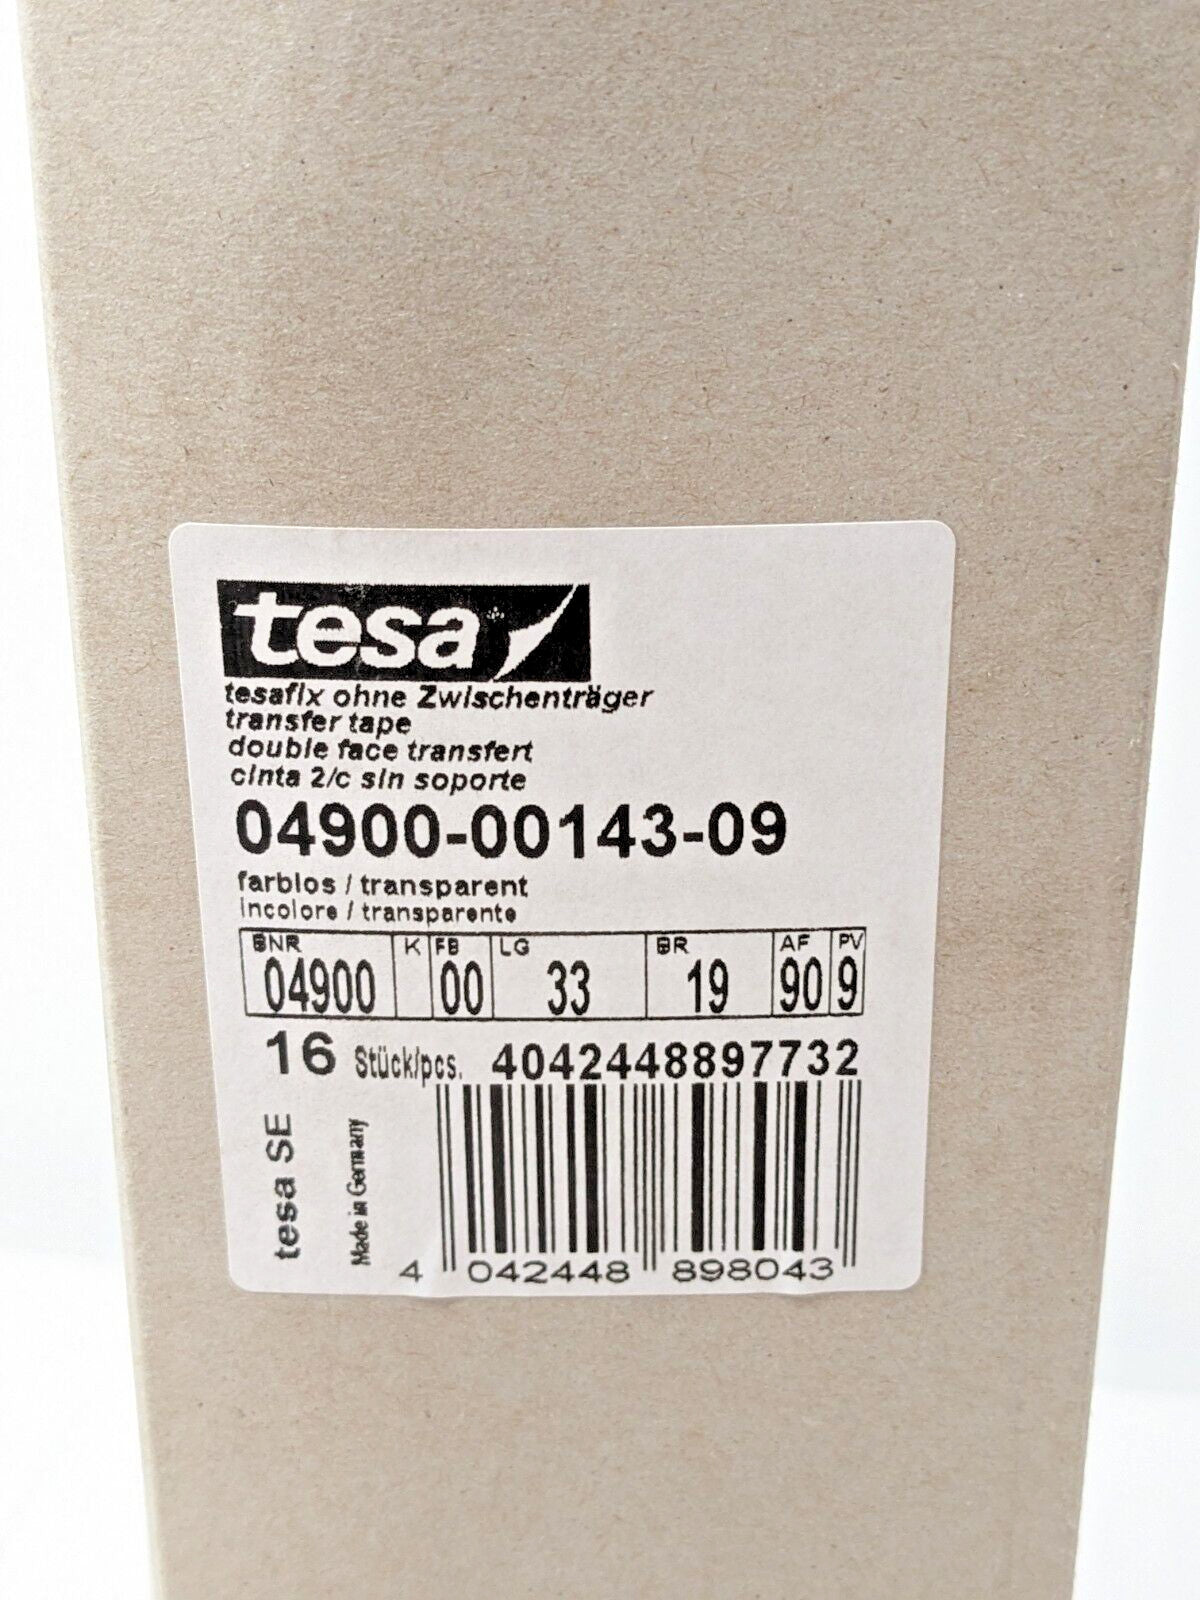 tesa
tesafix ohne Zwischenträger
transfer tape
double face transfert
cinta 2/c sin soporte
04900-00143-09
farblos / transparent
incolore / transparente
BNR K FB LG BR AF PV
04900 00 33 19 90 9
16 Stück/pcs. 4042448897732
tesa SE
Made in Germany
4 042448 898043